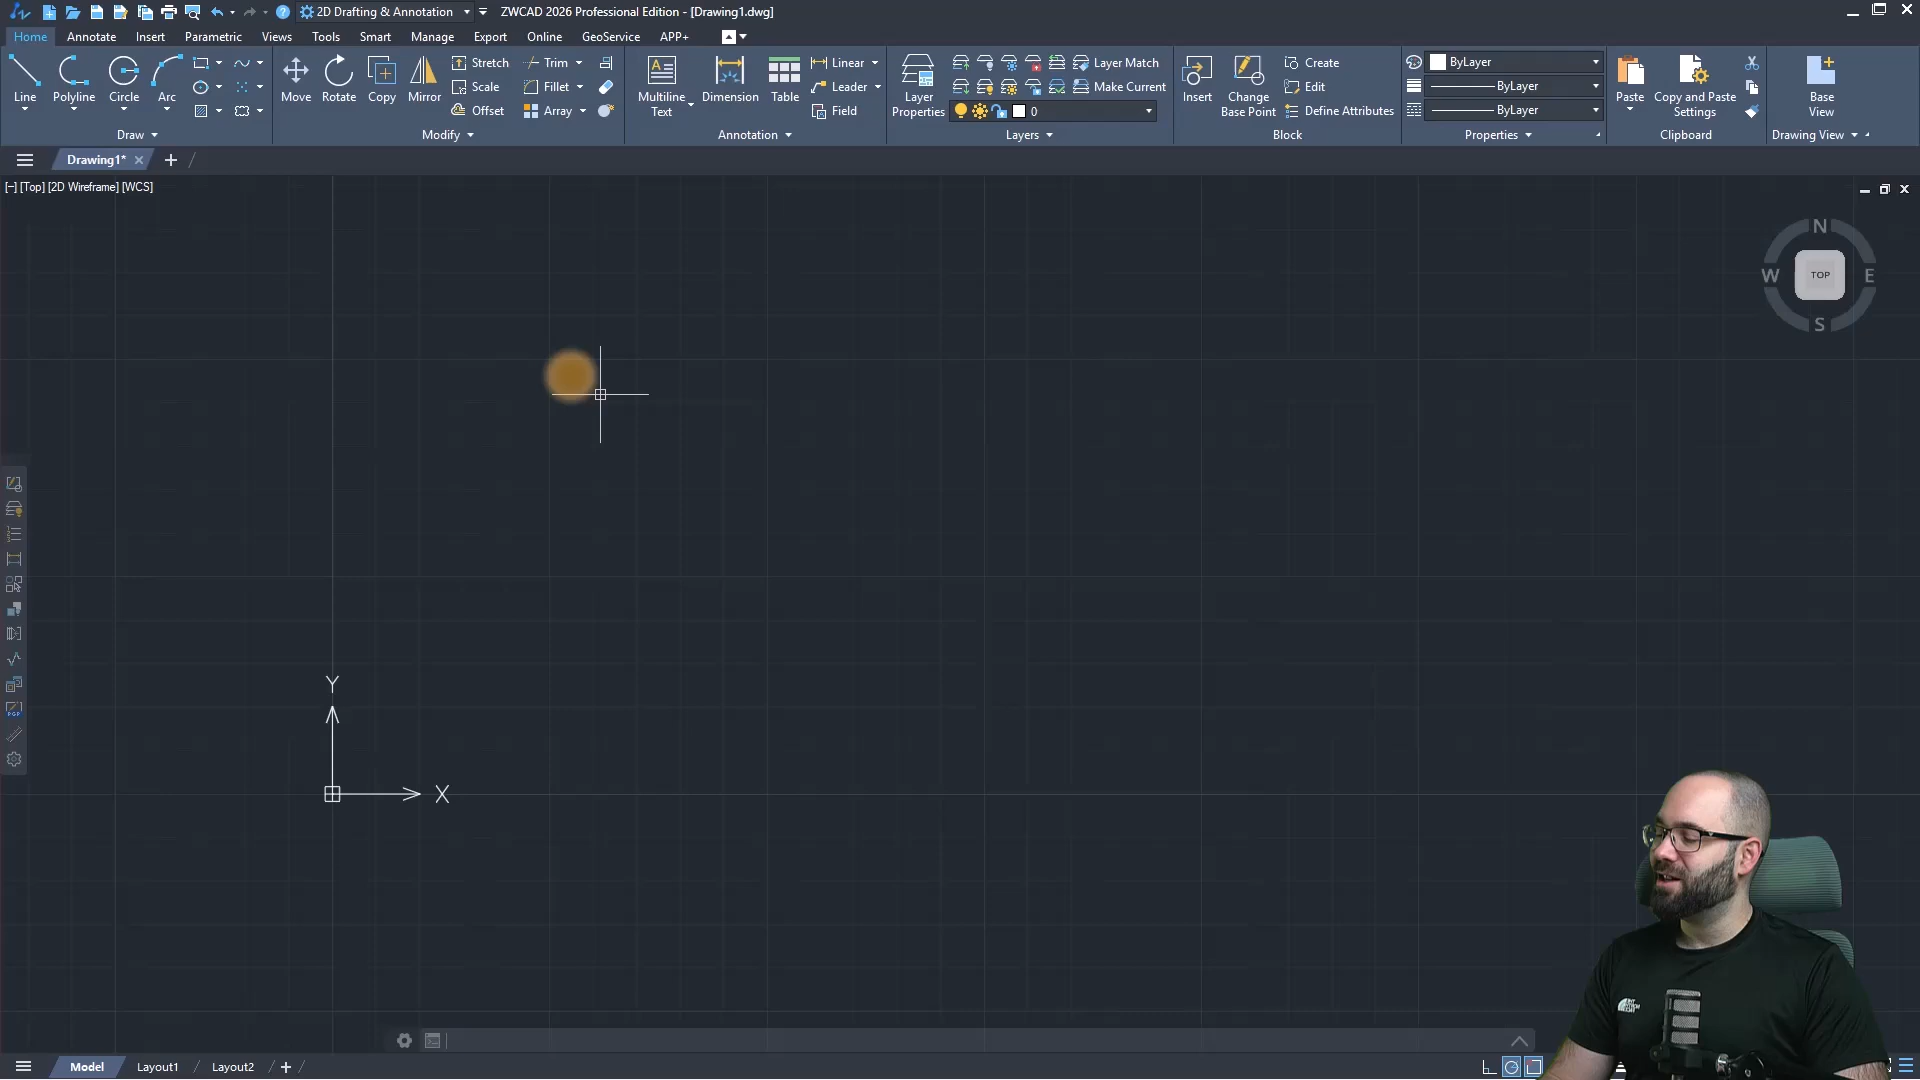 2D Drafting & Annotation
ZWCAD 2026 Professional Edition - [Drawing1.dwg]
Home Annotate Insert Parametric Views Tools Smart Manage Export Online GeoService APP+
Line Polyline Circle Arc
Draw
Move Rotate Copy Mirror
Stretch Trim
Scale Fillet
Offset Array
Modify
Multiline Text
Dimension
Table
Linear
Leader
Field
Annotation
Layer Properties
Layer Match
Make Current
0
Layers
Insert
Change Base Point
Create
Edit
Define Attributes
Block
ByLayer
ByLayer
ByLayer
Properties
Paste
Copy and Paste Settings
Clipboard
Base View
Drawing View
Drawing1*
[−] [Top] [2D Wireframe] [WCS]
N
W TOP E
S
Y
X
Model Layout1 Layout2